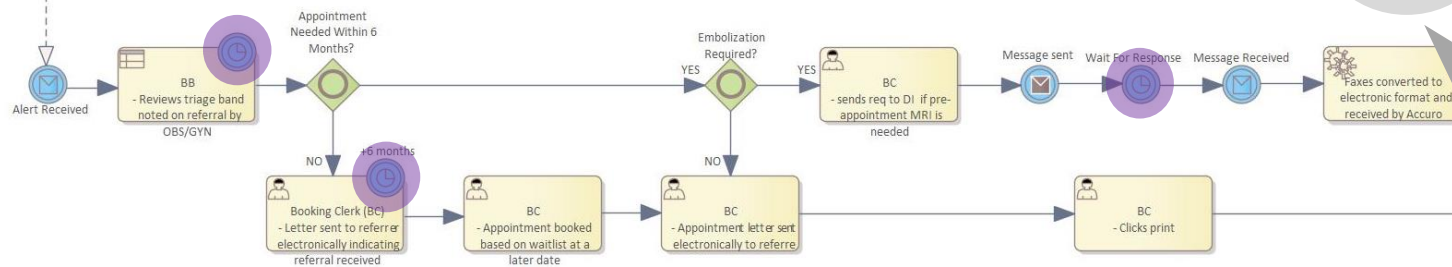 Appointment
Needed Within 6
Months?
Alert Received
BB
- Reviews triage band
noted on referral by
OBS/GYN
YES
Embolization
Required?
YES
BC
- sends req to DI if pre-
appointment MRI is
needed
Message sent
Wait For Response
Message Received
Faxes converted to
electronic format and
received by Accuro
NO
+6 months
Booking Clerk (BC)
- Letter sent to referrer
electronically indicating
referral received
BC
- Appointment booked
based on waitlist at a
later date
NO
BC
- Appointment letter sent
electronically to referre
BC
- Clicks print